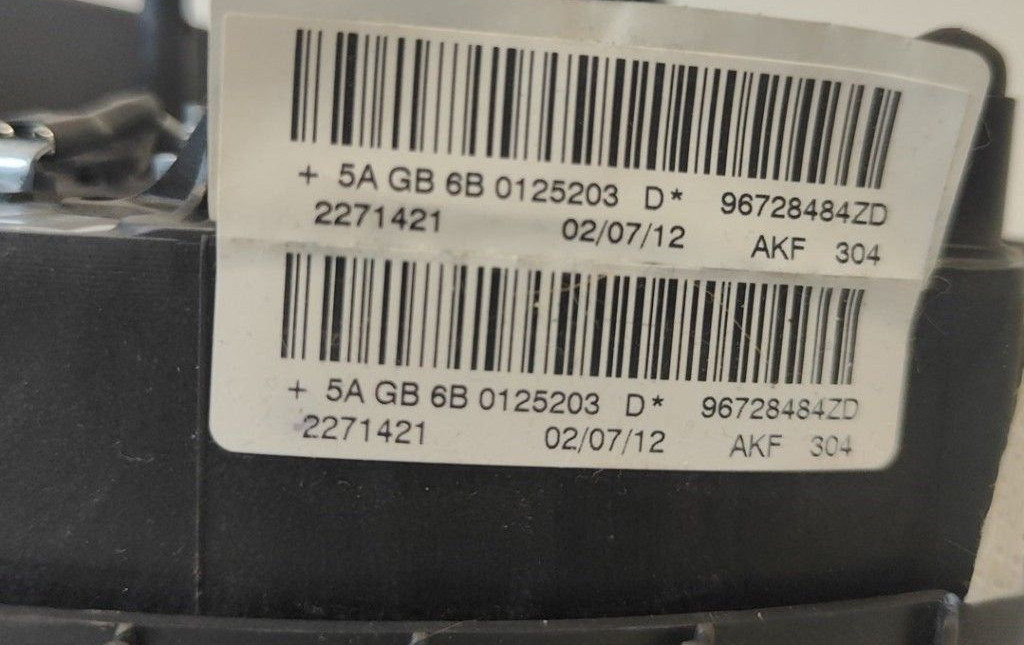 + 5A GB 6B 0125203 D* 96728484ZD
2271421 02/07/12 AKF 304
+ 5A GB 6B 0125203 D* 96728484ZD
2271421 02/07/12 AKF 304